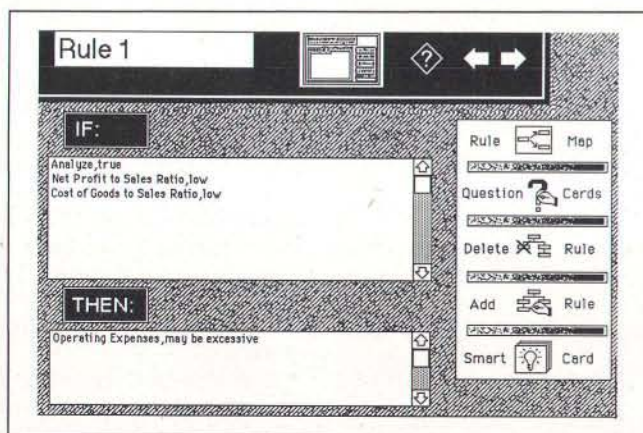 Rule 1
?
IF:
Analyze,true
Net Profit to Sales Ratio,low
Cost of Goods to Sales Ratio,low
THEN:
Operating Expenses,may be excessive
Rule Map
Question ? Cards
Delete Rule
Add Rule
Smart Card